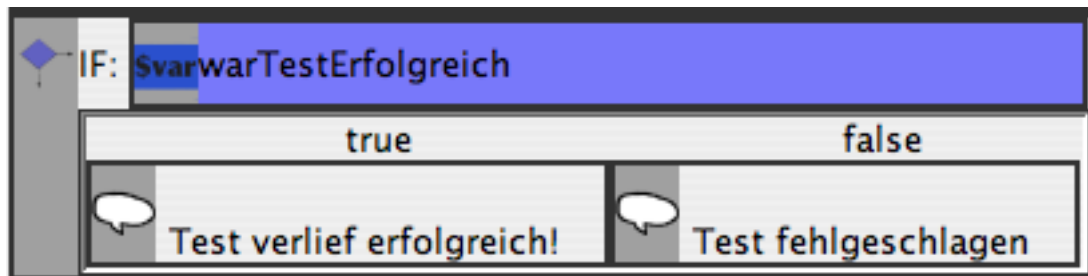 IF: $varwarTestErfolgreich
true false
Test verlief erfolgreich! Test fehlgeschlagen